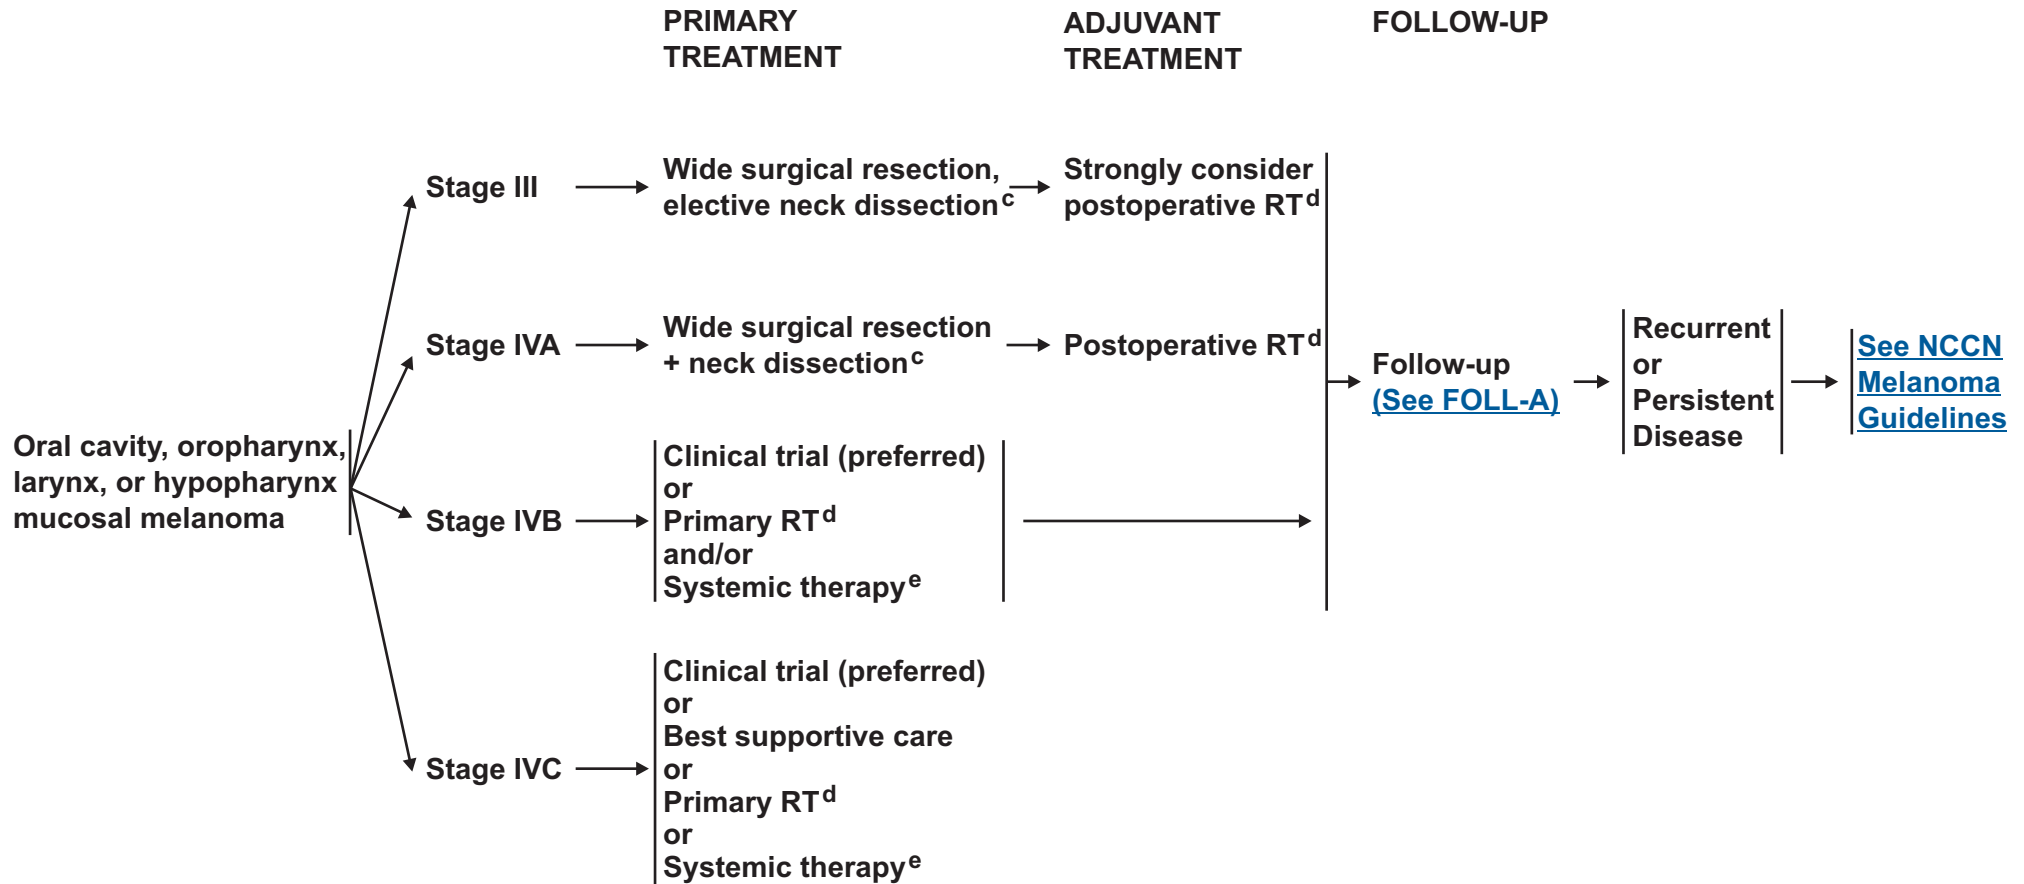 PRIMARY
TREATMENT
ADJUVANT
TREATMENT
FOLLOW-UP
Oral cavity, oropharynx,
larynx, or hypopharynx
mucosal melanoma
Stage III
Wide surgical resection,
elective neck dissection c
Strongly consider
postoperative RT d
Stage IVA
Wide surgical resection
+ neck dissection c
Postoperative RT d
Stage IVB
Clinical trial (preferred)
or
Primary RT d
and/or
Systemic therapy e
Stage IVC
Clinical trial (preferred)
or
Best supportive care
or
Primary RT d
or
Systemic therapy e
Follow-up
(See FOLL-A)
Recurrent
or
Persistent
Disease
See NCCN
Melanoma
Guidelines